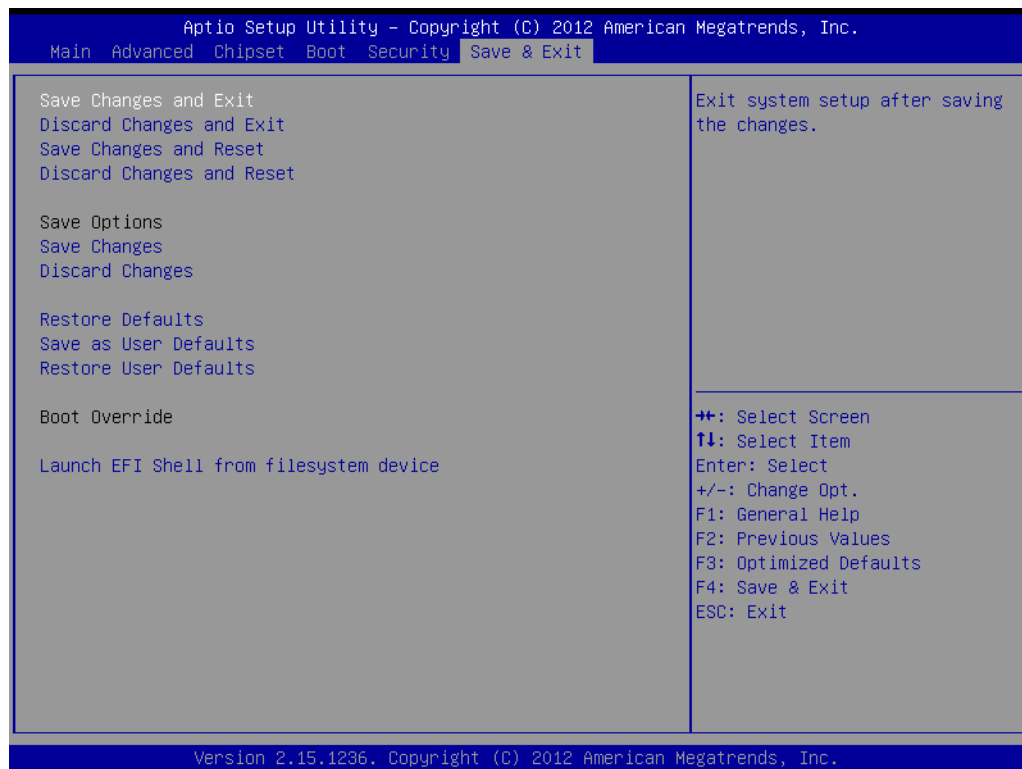 Aptio Setup Utility – Copyright (C) 2012 American Megatrends, Inc.
Main Advanced Chipset Boot Security Save & Exit
Save Changes and Exit
Discard Changes and Exit
Save Changes and Reset
Discard Changes and Reset
Save Options
Save Changes
Discard Changes
Restore Defaults
Save as User Defaults
Restore User Defaults
Boot Override
Launch EFI Shell from filesystem device
Exit system setup after saving
the changes.
→←: Select Screen
↑↓: Select Item
Enter: Select
+/-: Change Opt.
F1: General Help
F2: Previous Values
F3: Optimized Defaults
F4: Save & Exit
ESC: Exit
Version 2.15.1236. Copyright (C) 2012 American Megatrends, Inc.